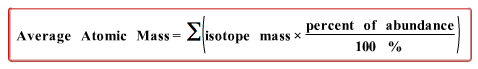 Average Atomic Mass = ∑(isotope mass × percent of abundance / 100 %)